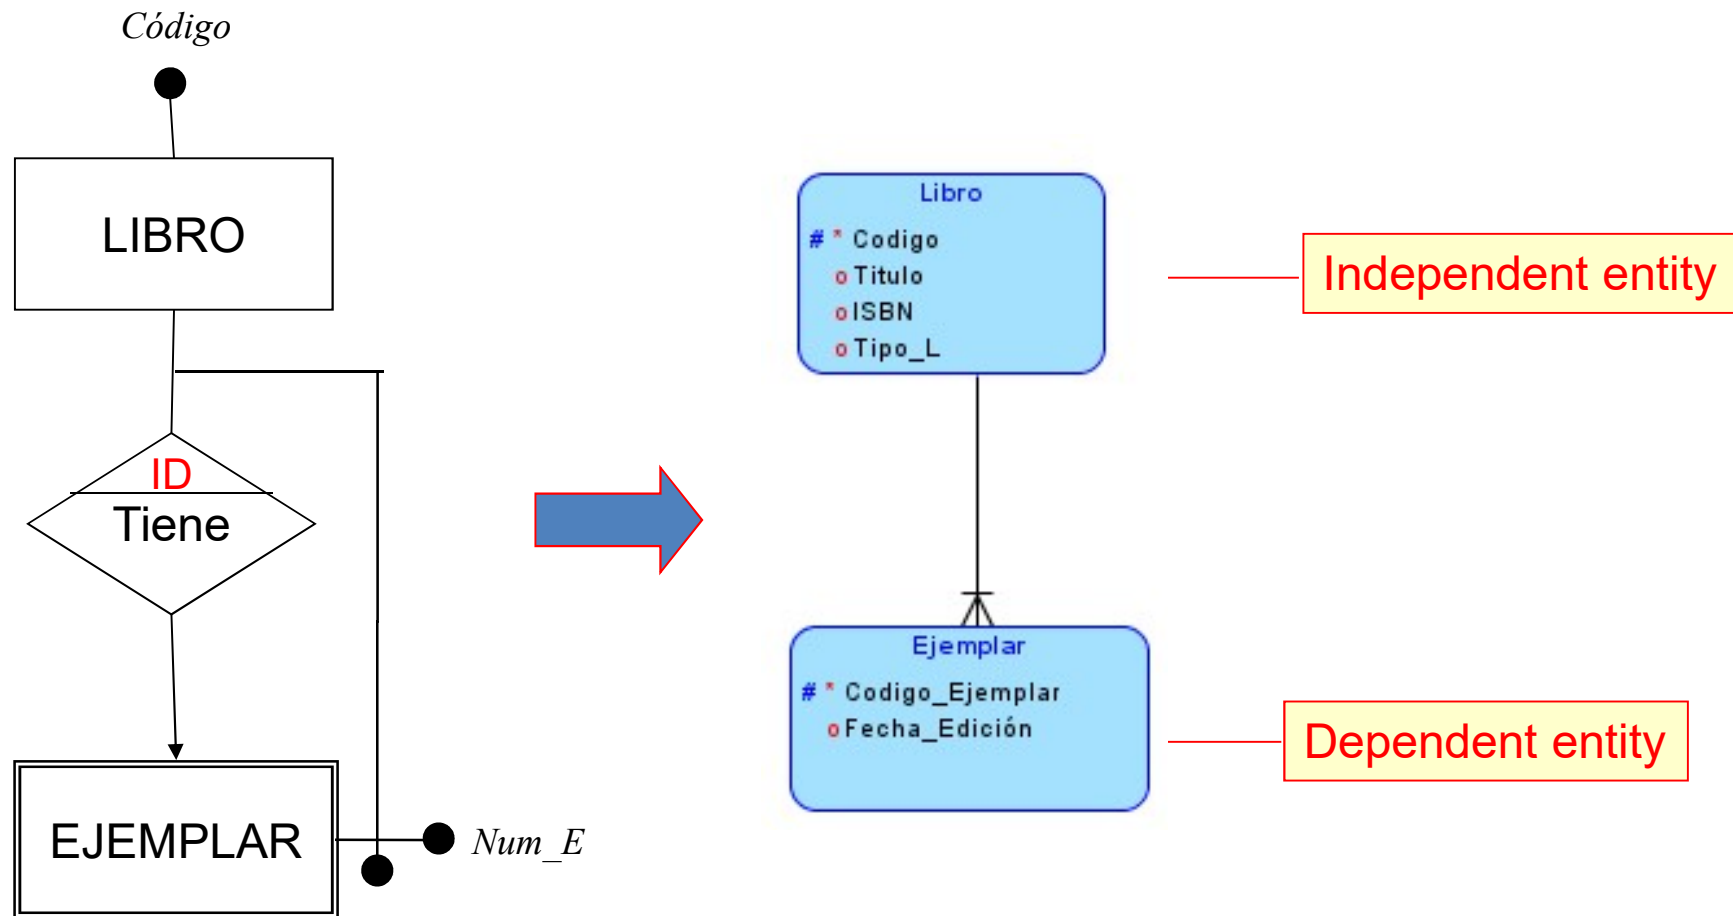 Código
LIBRO
ID
Tiene
EJEMPLAR
Num_E
Libro
# * Codigo
o Titulo
o ISBN
o Tipo_L
Ejemplar
# * Codigo_Ejemplar
o Fecha_Edición
Independent entity
Dependent entity